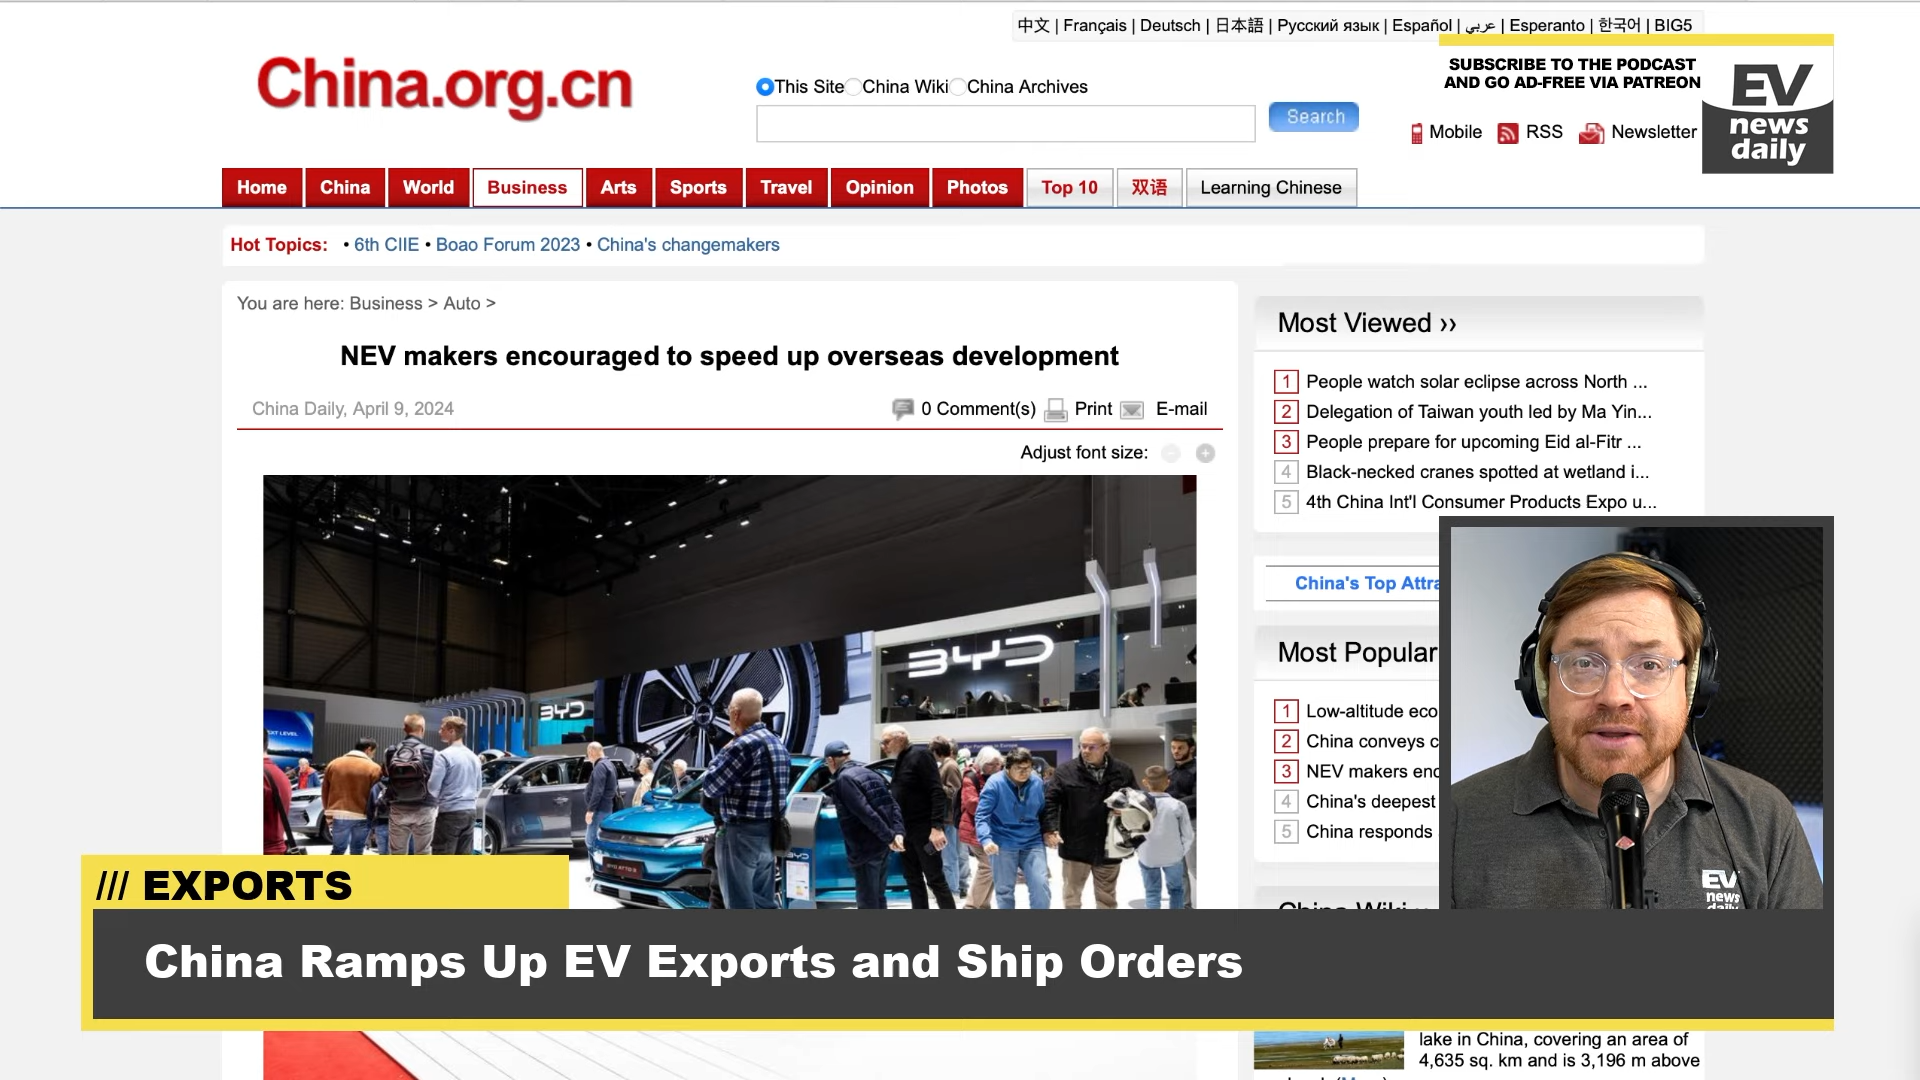 中文 | Français | Deutsch | 日本語 | Русский язык | Español | عربي | Esperanto | 한국어 | BIG5
China.org.cn
This Site China Wiki China Archives
Search
SUBSCRIBE TO THE PODCAST
AND GO AD-FREE VIA PATREON
Mobile RSS Newsletter
EV
news
daily
Home China World Business Arts Sports Travel Opinion Photos Top 10 双语 Learning Chinese
Hot Topics: • 6th CIIE • Boao Forum 2023 • China's changemakers
You are here: Business > Auto >
NEV makers encouraged to speed up overseas development
China Daily, April 9, 2024
0 Comment(s) Print E-mail
Adjust font size:
BYD
BYD
BYD
Most Viewed ››
1 People watch solar eclipse across North ...
2 Delegation of Taiwan youth led by Ma Yin...
3 People prepare for upcoming Eid al-Fitr ...
4 Black-necked cranes spotted at wetland i...
5 4th China Int'l Consumer Products Expo u...
China's Top Attra
Most Popular
1 Low-altitude eco
2 China conveys c
3 NEV makers enc
4 China's deepest
5 China responds
China Wiki
EV
news
daily
/// EXPORTS
China Ramps Up EV Exports and Ship Orders
lake in China, covering an area of
4,635 sq. km and is 3,196 m above